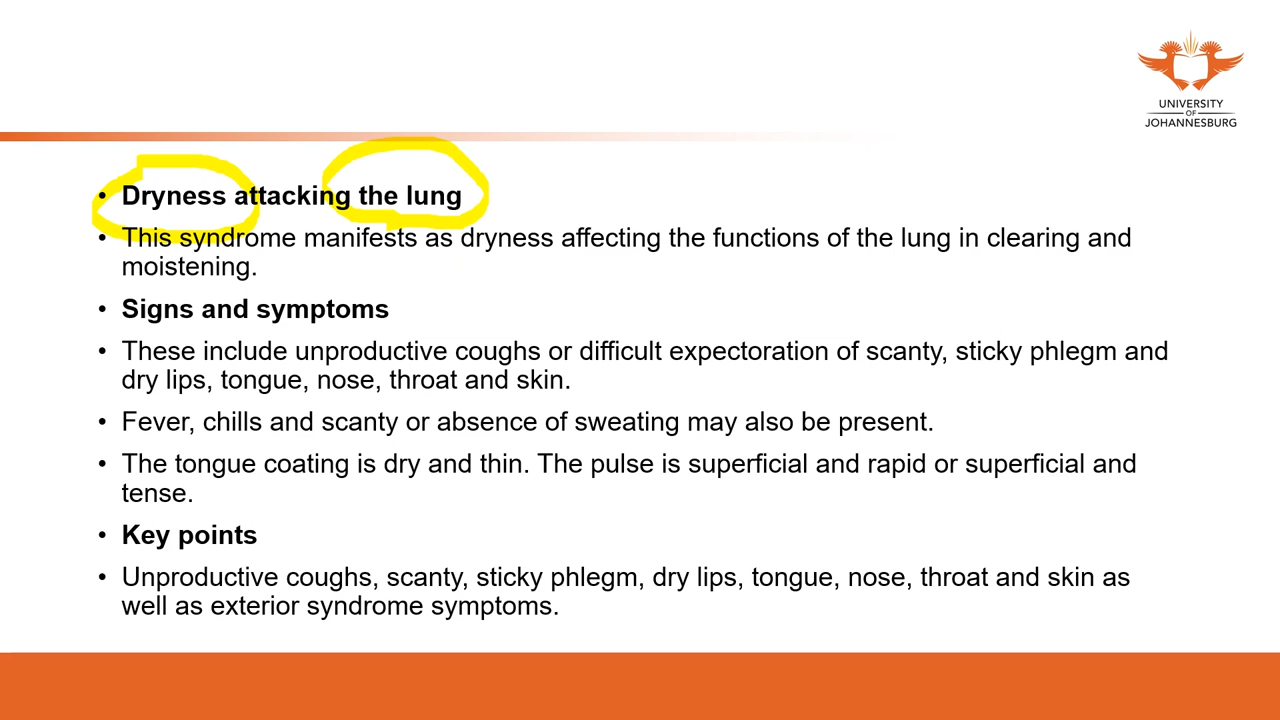 UNIVERSITY
OF
JOHANNESBURG
• Dryness attacking the lung
• This syndrome manifests as dryness affecting the functions of the lung in clearing and
moistening.
• Signs and symptoms
• These include unproductive coughs or difficult expectoration of scanty, sticky phlegm and
dry lips, tongue, nose, throat and skin.
• Fever, chills and scanty or absence of sweating may also be present.
• The tongue coating is dry and thin. The pulse is superficial and rapid or superficial and
tense.
• Key points
• Unproductive coughs, scanty, sticky phlegm, dry lips, tongue, nose, throat and skin as
well as exterior syndrome symptoms.